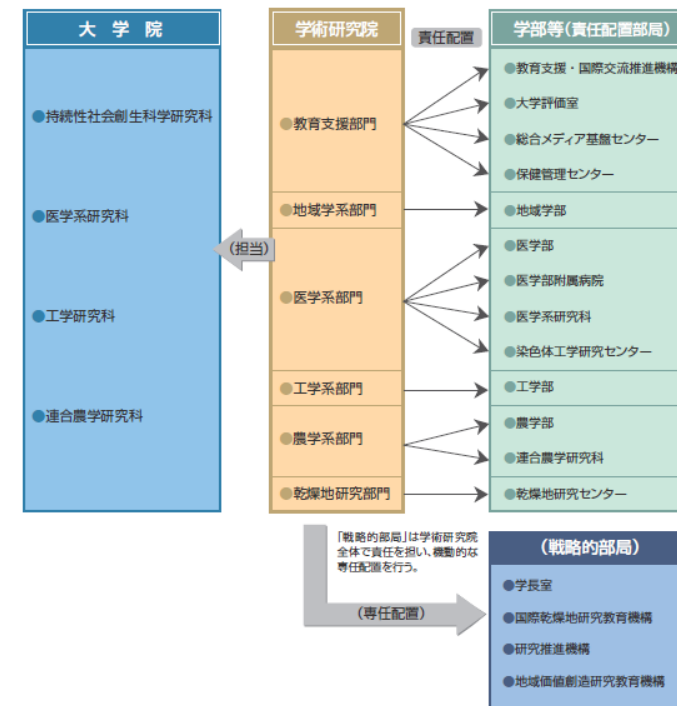 大学院
●持続性社会創生科学研究科
●医学系研究科
●工学研究科
●連合農学研究科
(担当)
学術研究院
●教育支援部門
●地域学系部門
●医学系部門
●工学系部門
●農学系部門
●乾燥地研究部門
責任配置
学部等(責任配置部局)
●教育支援・国際交流推進機構
●大学評価室
●総合メディア基盤センター
●保健管理センター
●地域学部
●医学部
●医学部附属病院
●医学系研究科
●染色体工学研究センター
●工学部
●農学部
●連合農学研究科
●乾燥地研究センター
「戦略的部局」は学術研究院
全体で責任を担い、機動的な
専任配置を行う。
(専任配置)
(戦略的部局)
●学長室
●国際乾燥地研究教育機構
●研究推進機構
●地域価値創造研究教育機構